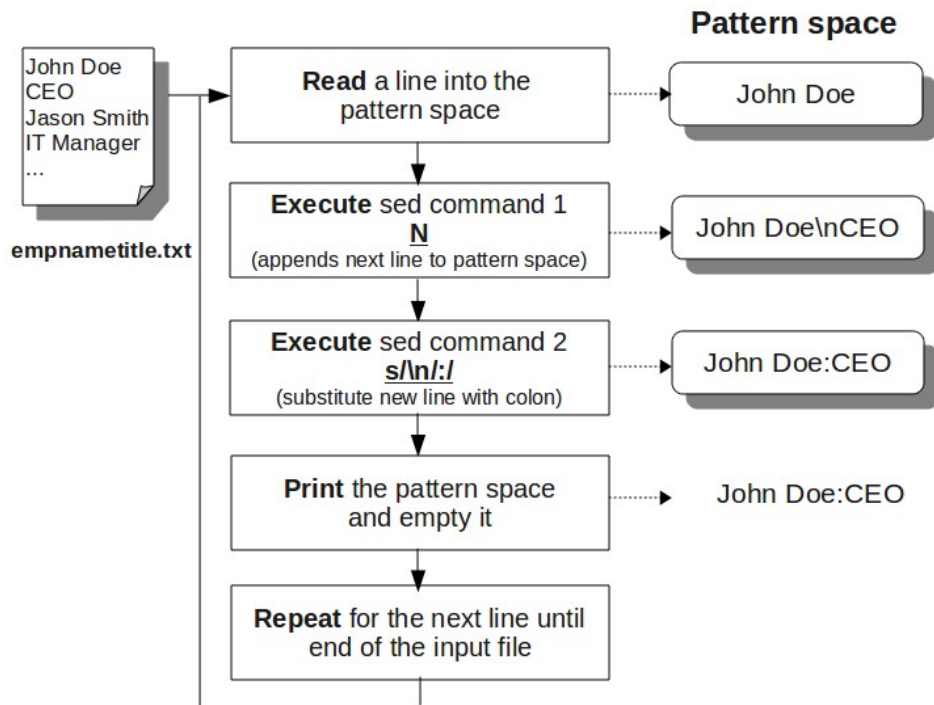 Pattern space
John Doe
CEO
Jason Smith
IT Manager
...
empnametitle.txt
Read a line into the
pattern space
John Doe
Execute sed command 1
N
(appends next line to pattern space)
John Doe\nCEO
Execute sed command 2
s/\n/:/
(substitute new line with colon)
John Doe:CEO
Print the pattern space
and empty it
John Doe:CEO
Repeat for the next line until
end of the input file